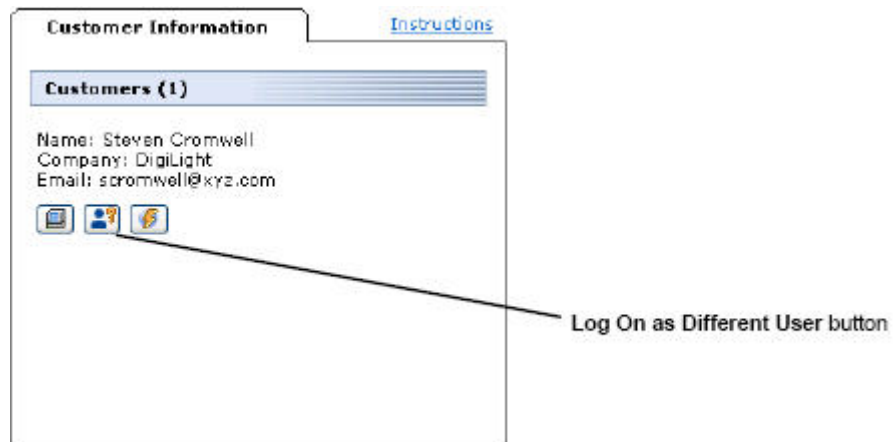 Customer Information
Instructions
Customers (1)
Name: Steven Cromwell
Company: DigiLight
Email: scromwell@xyz.com
Log On as Different User button